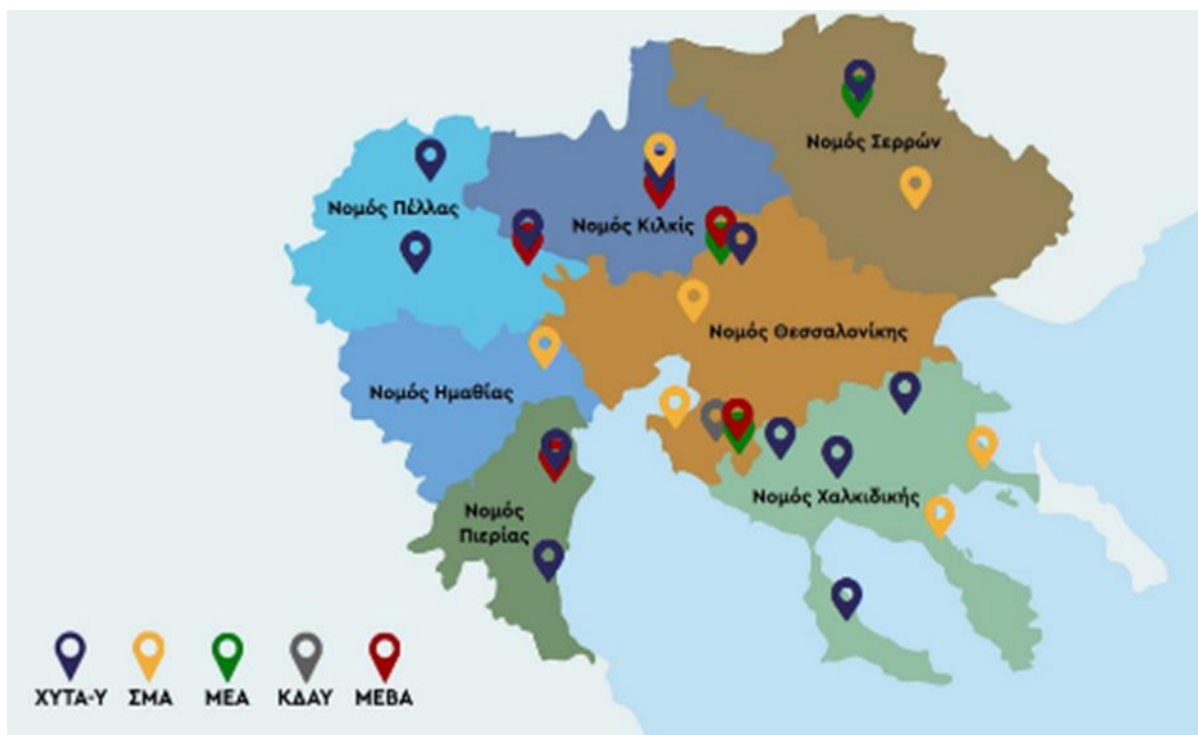 Νομός Σερρών
Νομός Πέλλας
Νομός Κιλκίς
Νομός Θεσσαλονίκης
Νομός Ημαθίας
Νομός Χαλκιδικής
Νομός
Πιερίας
ΧΥΤΑ-Υ ΣΜΑ ΜΕΑ ΚΔΑΥ ΜΕΒΑ